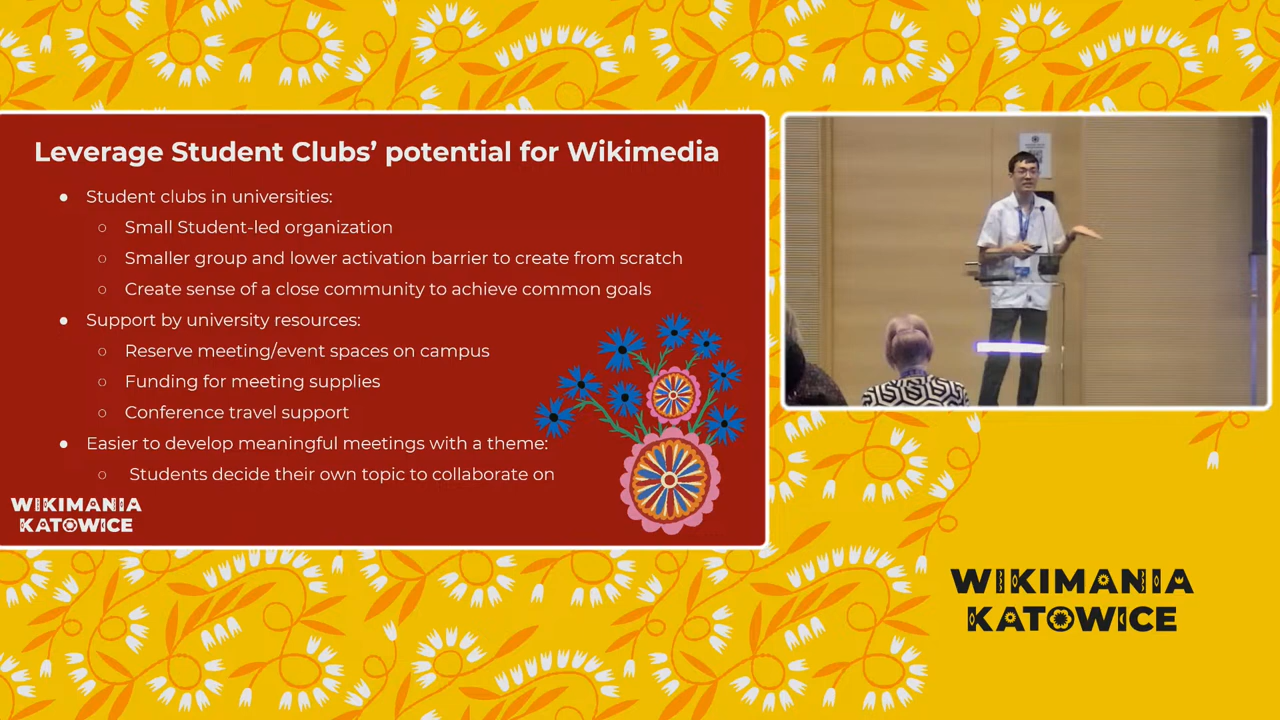 Leverage Student Clubs' potential for Wikimedia
● Student clubs in universities:
○ Small Student-led organization
○ Smaller group and lower activation barrier to create from scratch
○ Create sense of a close community to achieve common goals
● Support by university resources:
○ Reserve meeting/event spaces on campus
○ Funding for meeting supplies
○ Conference travel support
● Easier to develop meaningful meetings with a theme:
○ Students decide their own topic to collaborate on
WIKIMANIA
KATOWICE
WIKIMANIA
KATOWICE